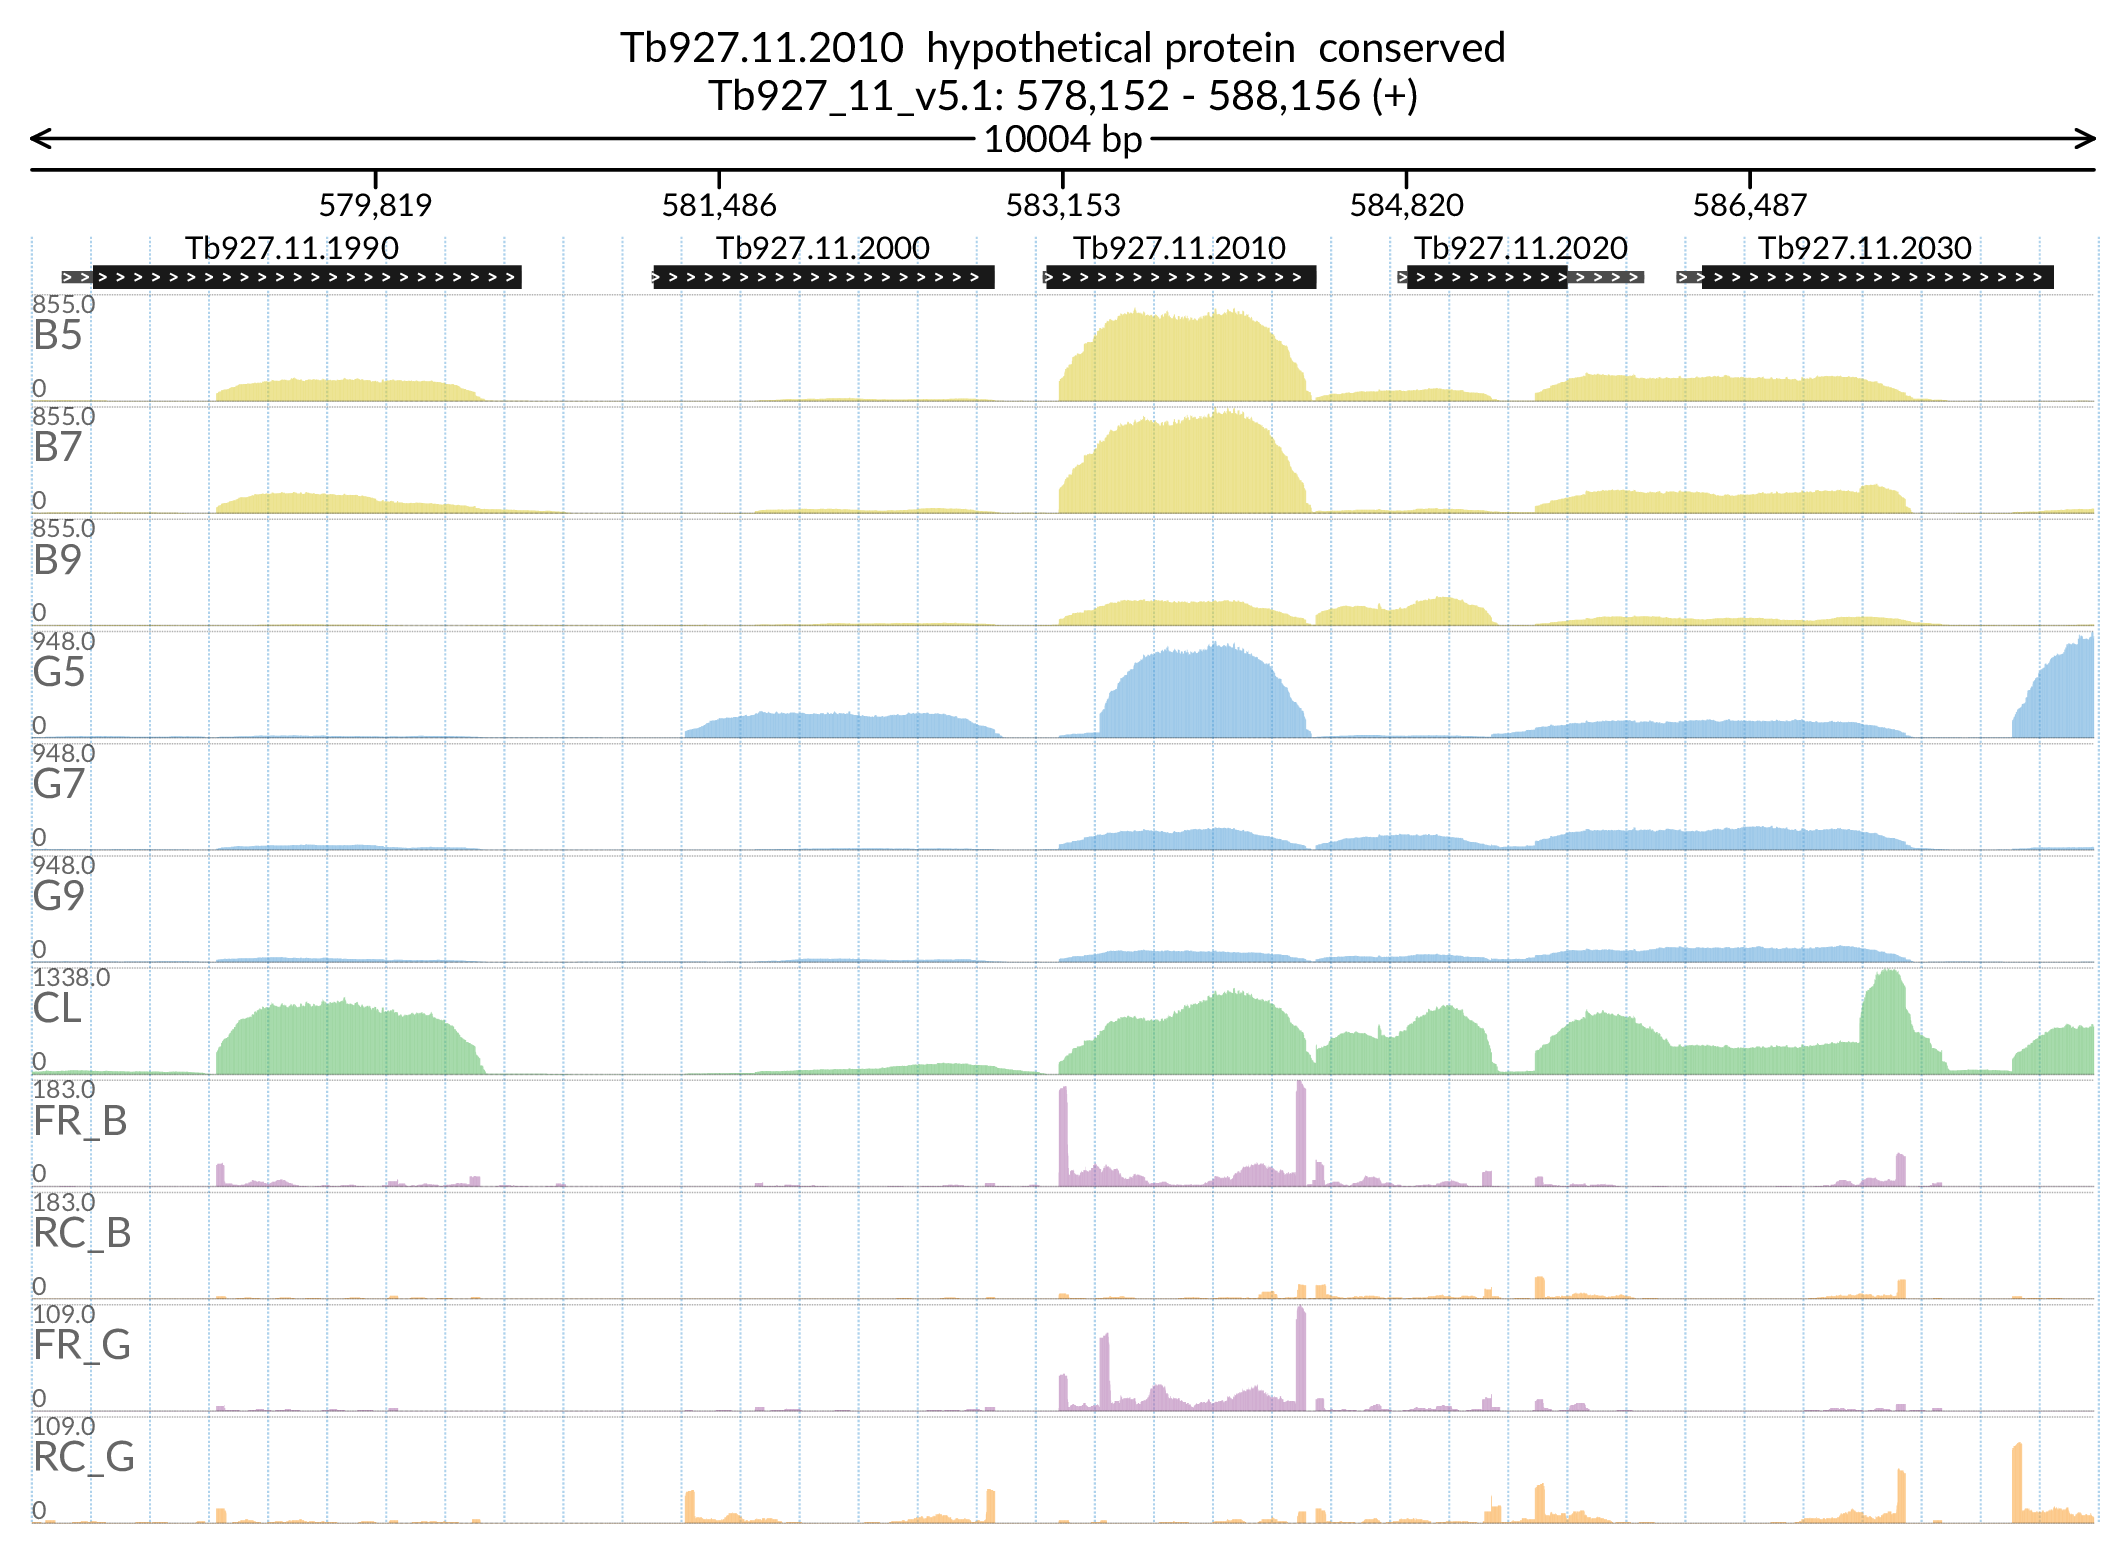 Tb927.11.2010 hypothetical protein conserved
Tb927_11_v5.1: 578,152 - 588,156 (+)
10004 bp
579,819 581,486 583,153 584,820 586,487
Tb927.11.1990 Tb927.11.2000 Tb927.11.2010 Tb927.11.2020 Tb927.11.2030
855.0
B5
0
855.0
B7
0
855.0
B9
0
948.0
G5
0
948.0
G7
0
948.0
G9
0
1338.0
CL
0
183.0
FR_B
0
183.0
RC_B
0
109.0
FR_G
0
109.0
RC_G
0